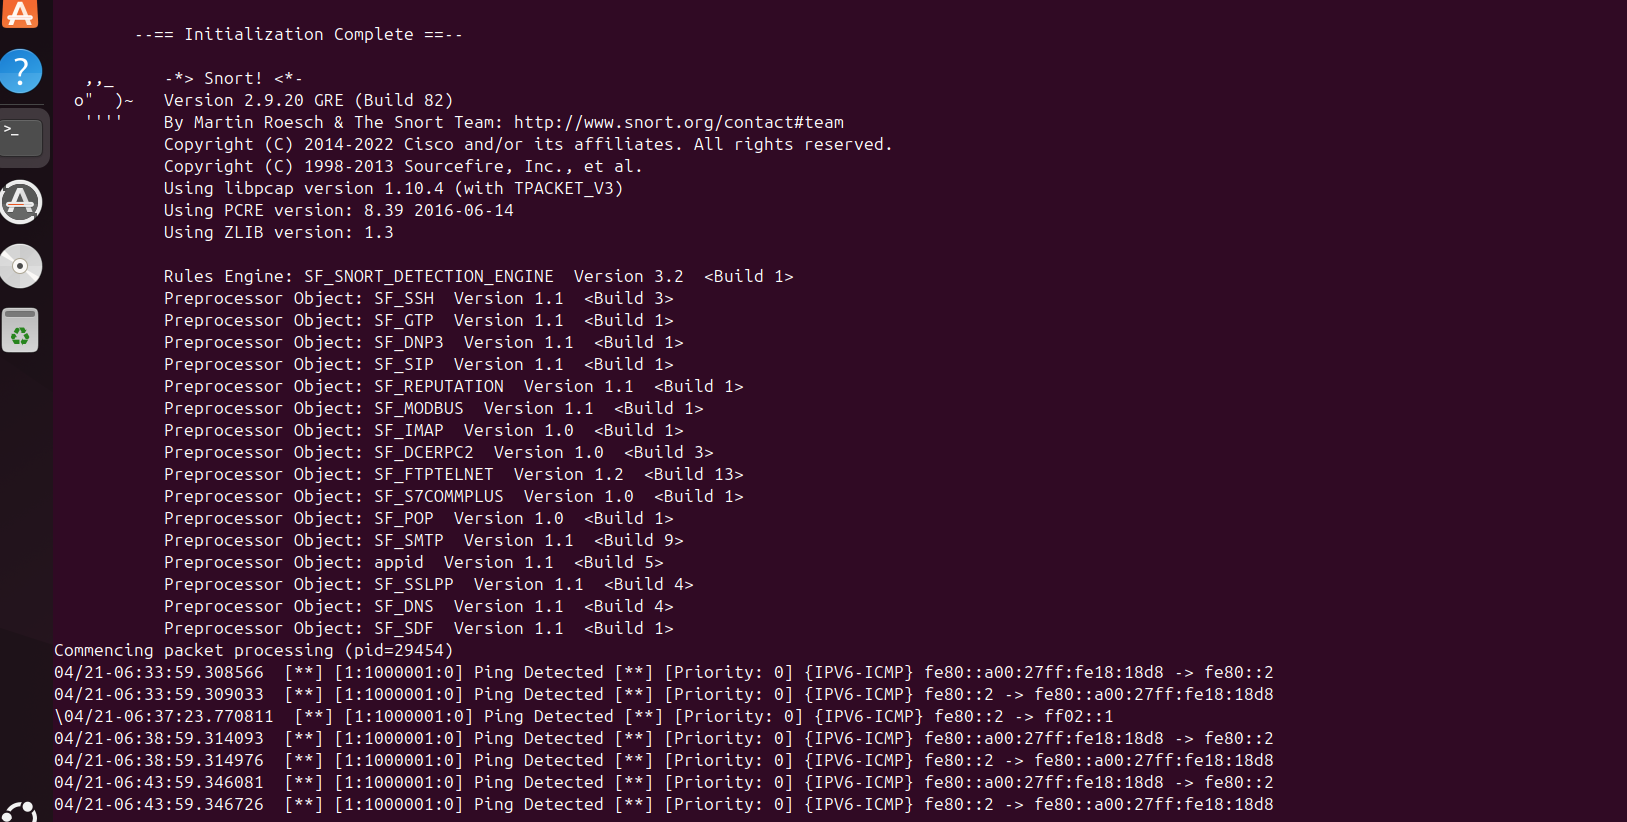 --== Initialization Complete ==--
,,_ -*> Snort! <*-
o" )~ Version 2.9.20 GRE (Build 82)
'''' By Martin Roesch & The Snort Team: http://www.snort.org/contact#team
Copyright (C) 2014-2022 Cisco and/or its affiliates. All rights reserved.
Copyright (C) 1998-2013 Sourcefire, Inc., et al.
Using libpcap version 1.10.4 (with TPACKET_V3)
Using PCRE version: 8.39 2016-06-14
Using ZLIB version: 1.3
Rules Engine: SF_SNORT_DETECTION_ENGINE Version 3.2 <Build 1>
Preprocessor Object: SF_SSH Version 1.1 <Build 3>
Preprocessor Object: SF_GTP Version 1.1 <Build 1>
Preprocessor Object: SF_DNP3 Version 1.1 <Build 1>
Preprocessor Object: SF_SIP Version 1.1 <Build 1>
Preprocessor Object: SF_REPUTATION Version 1.1 <Build 1>
Preprocessor Object: SF_MODBUS Version 1.1 <Build 1>
Preprocessor Object: SF_IMAP Version 1.0 <Build 1>
Preprocessor Object: SF_DCERPC2 Version 1.0 <Build 3>
Preprocessor Object: SF_FTPTELNET Version 1.2 <Build 13>
Preprocessor Object: SF_S7COMMPLUS Version 1.0 <Build 1>
Preprocessor Object: SF_POP Version 1.0 <Build 1>
Preprocessor Object: SF_SMTP Version 1.1 <Build 9>
Preprocessor Object: appid Version 1.1 <Build 5>
Preprocessor Object: SF_SSLPP Version 1.1 <Build 4>
Preprocessor Object: SF_DNS Version 1.1 <Build 4>
Preprocessor Object: SF_SDF Version 1.1 <Build 1>
Commencing packet processing (pid=29454)
04/21-06:33:59.308566 [**] [1:1000001:0] Ping Detected [**] [Priority: 0] {IPV6-ICMP} fe80::a00:27ff:fe18:18d8 -> fe80::2
04/21-06:33:59.309033 [**] [1:1000001:0] Ping Detected [**] [Priority: 0] {IPV6-ICMP} fe80::2 -> fe80::a00:27ff:fe18:18d8
\04/21-06:37:23.770811 [**] [1:1000001:0] Ping Detected [**] [Priority: 0] {IPV6-ICMP} fe80::2 -> ff02::1
04/21-06:38:59.314093 [**] [1:1000001:0] Ping Detected [**] [Priority: 0] {IPV6-ICMP} fe80::a00:27ff:fe18:18d8 -> fe80::2
04/21-06:38:59.314976 [**] [1:1000001:0] Ping Detected [**] [Priority: 0] {IPV6-ICMP} fe80::2 -> fe80::a00:27ff:fe18:18d8
04/21-06:43:59.346081 [**] [1:1000001:0] Ping Detected [**] [Priority: 0] {IPV6-ICMP} fe80::a00:27ff:fe18:18d8 -> fe80::2
04/21-06:43:59.346726 [**] [1:1000001:0] Ping Detected [**] [Priority: 0] {IPV6-ICMP} fe80::2 -> fe80::a00:27ff:fe18:18d8